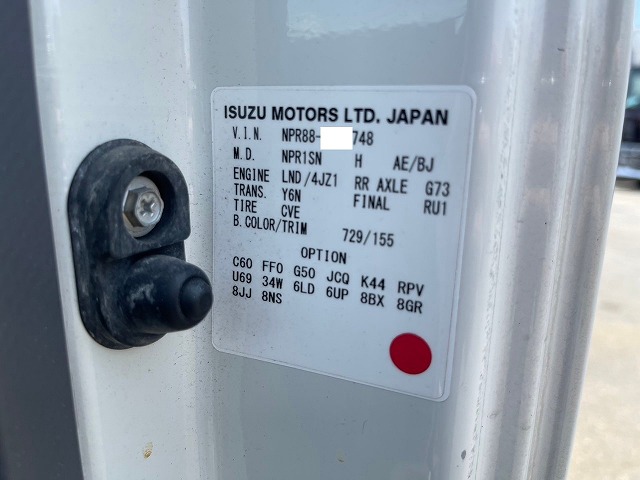 ISUZU MOTORS LTD. JAPAN
V.I.N. NPR88- 748
M.D. NPR1SN H AE/BJ
ENGINE LND/4JZ1 RR AXLE G73
TRANS. Y6N FINAL RU1
TIRE CVE
B.COLOR/TRIM 729/155
OPTION
C60 FF0 G50 JCQ K44 RPV
U69 34W 6LD 6UP 8BX 8GR
8JJ 8NS